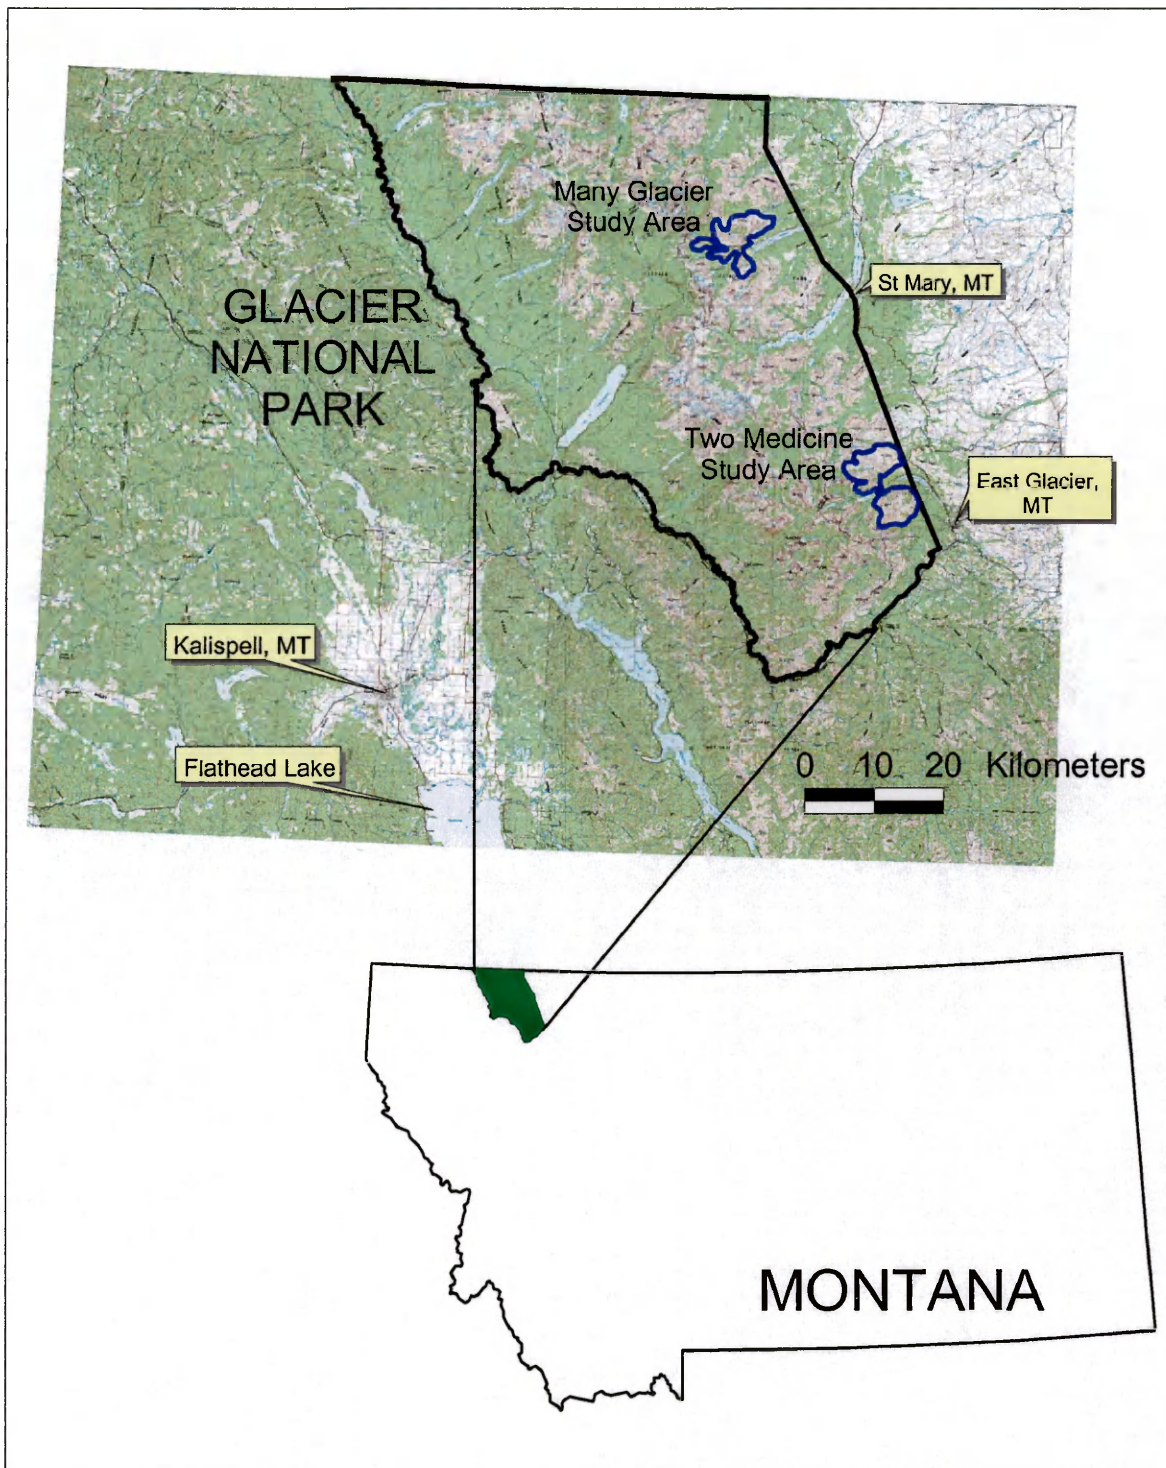 Many Glacier
Study Area
St Mary, MT
GLACIER
NATIONAL
PARK
Two Medicine
Study Area
East Glacier,
MT
Kalispell, MT
Flathead Lake
0 10 20 Kilometers
MONTANA